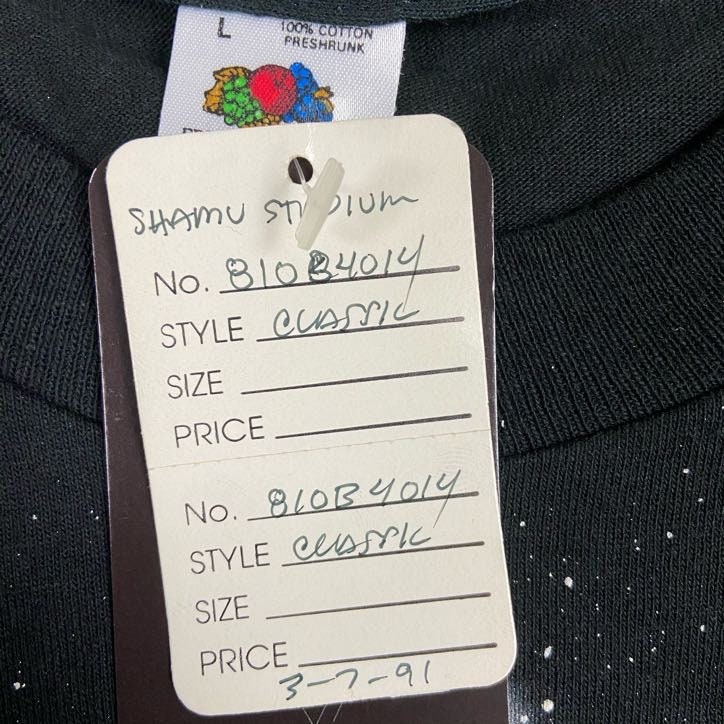 L
100% COTTON
PRESHRUNK
SHAMU STADIUM
No. 810B4014
STYLE CLASSIC
SIZE
PRICE
No. 810B4014
STYLE CLASSIC
SIZE
PRICE
3-7-91